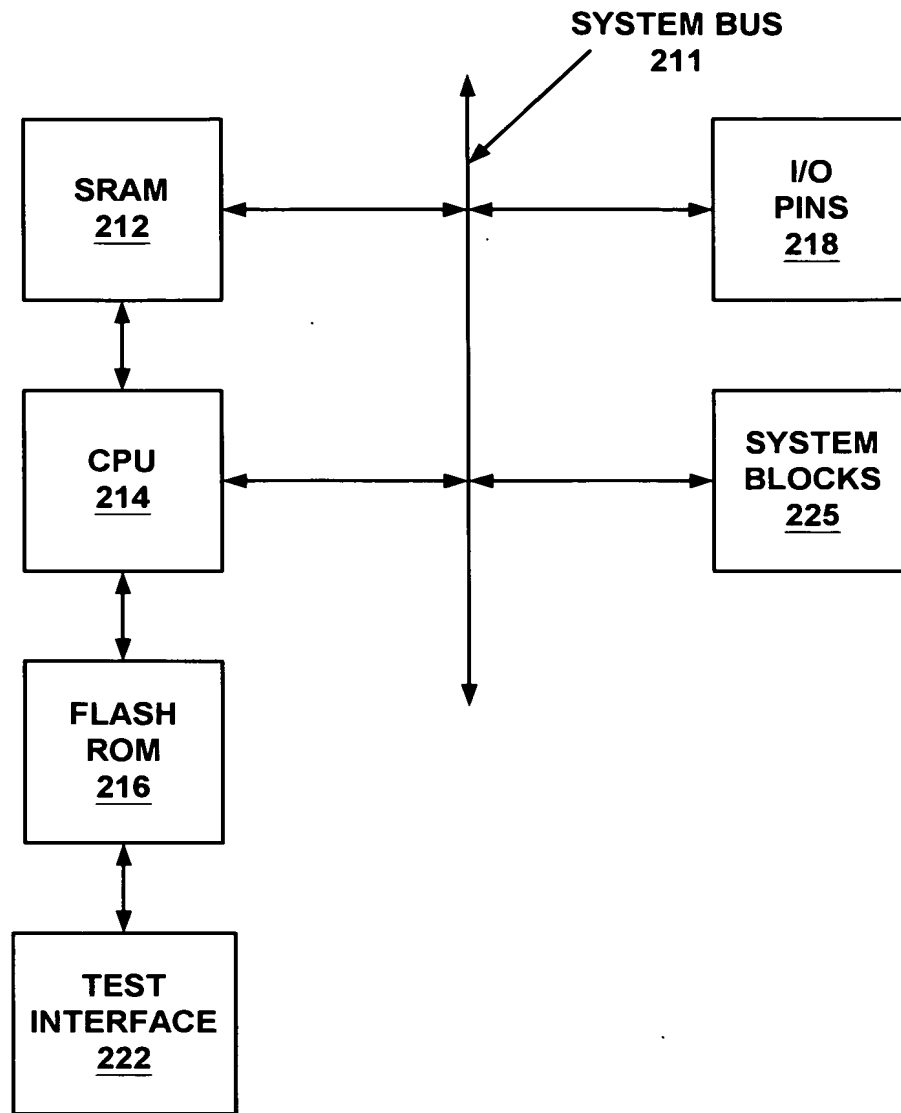 SYSTEM BUS
211
SRAM
212
I/O
PINS
218
CPU
214
SYSTEM
BLOCKS
225
FLASH
ROM
216
TEST
INTERFACE
222